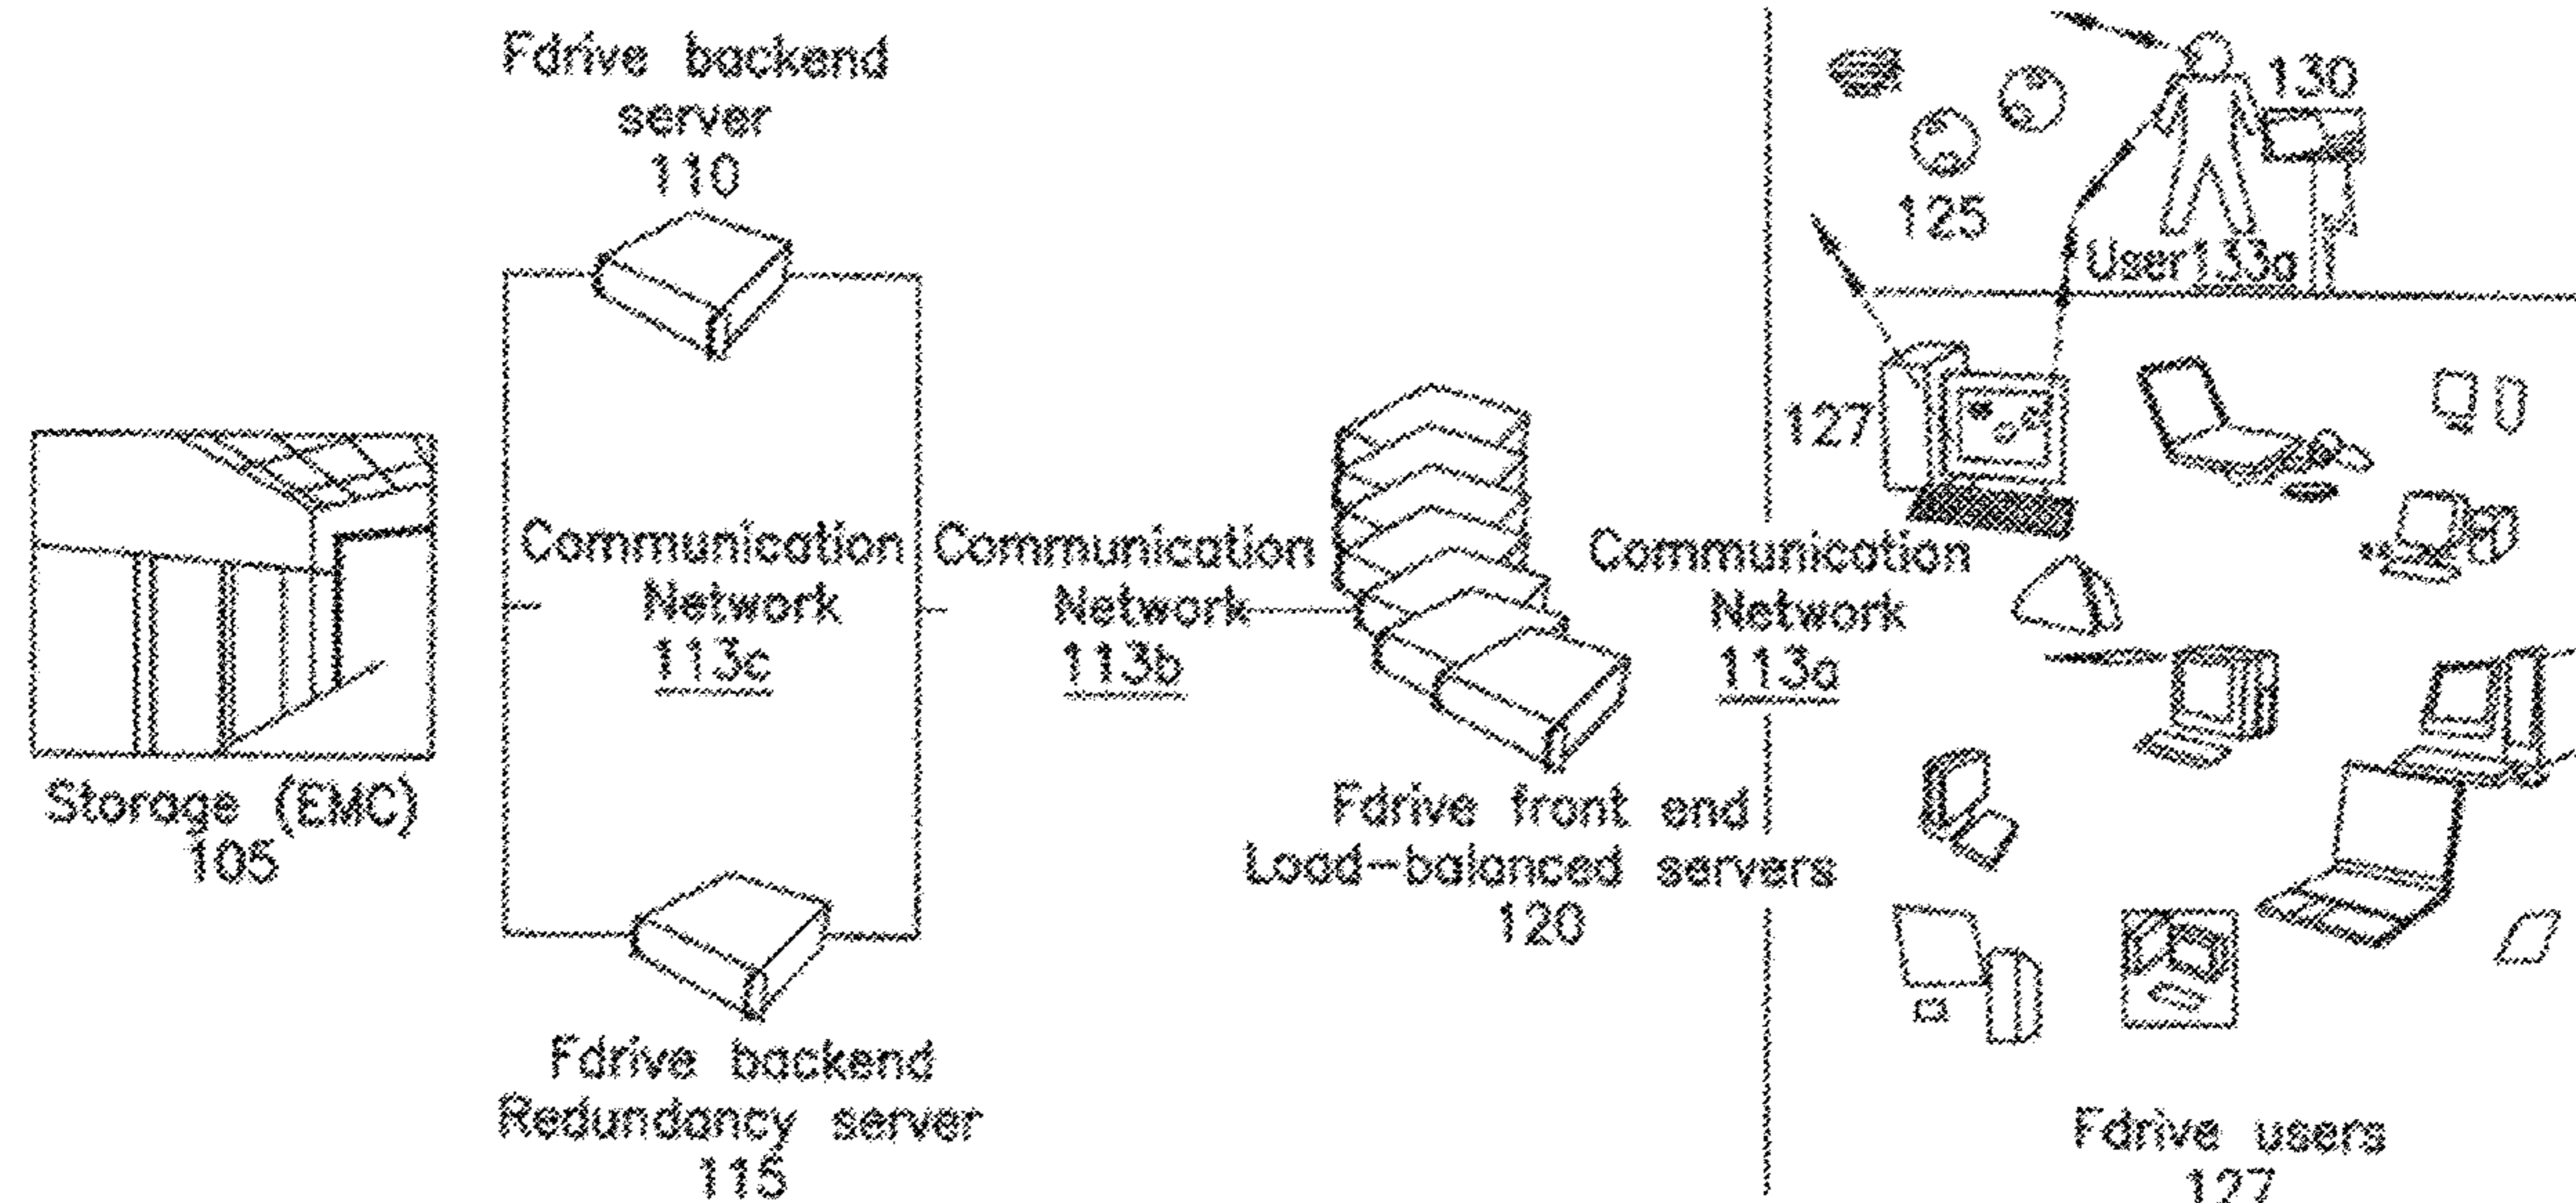 Fdrive backend
server
110
130
125
User133a
127
Communication
Network
113c
Communication
Network
113b
Communication
Network
113a
Storage (EMC)
105
Fdrive front end
Load-balanced servers
120
Fdrive backend
Redundancy server
115
Fdrive users
127